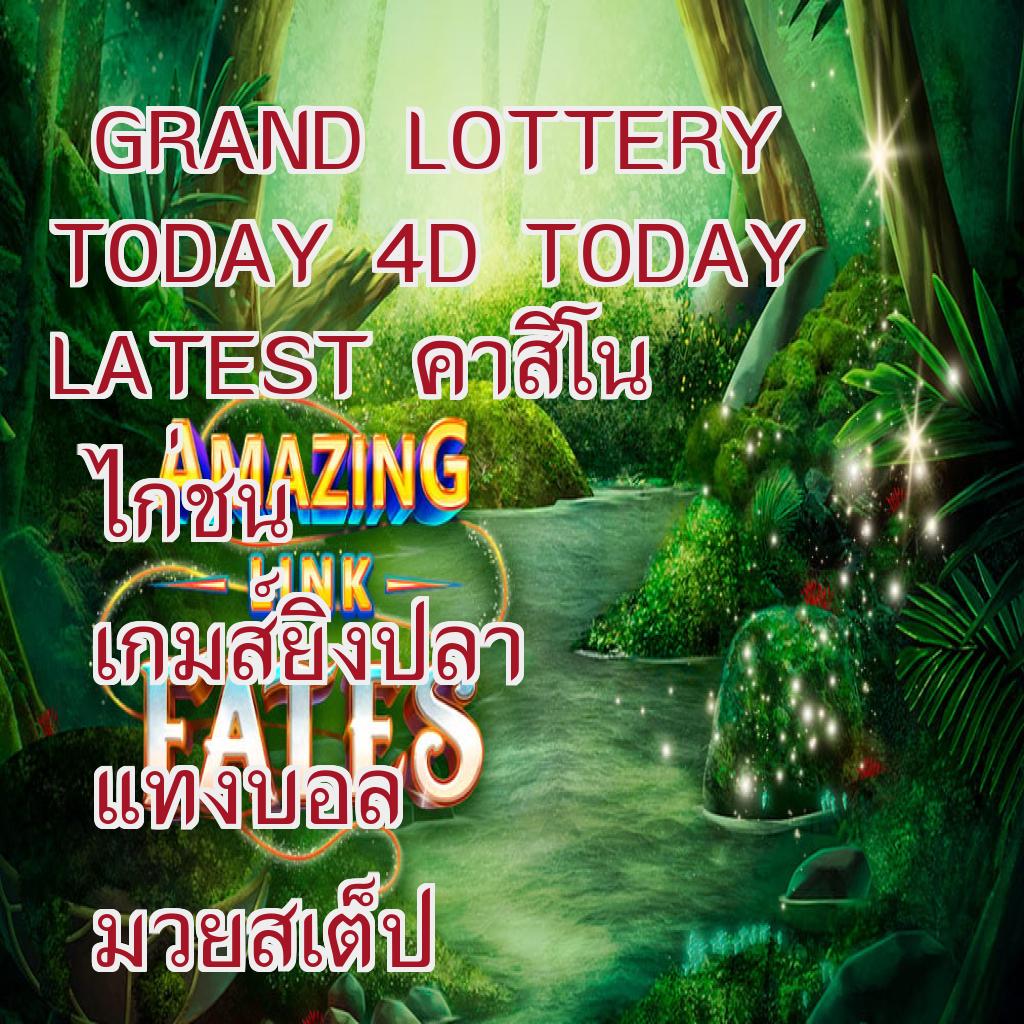 GRAND LOTTERY
TODAY 4D TODAY
LATEST คาสิโน
AMAZING
ไก่ชน
LINK
เกมส์ยิงปลา
FATES
แทงบอล
มวยสเต็ป